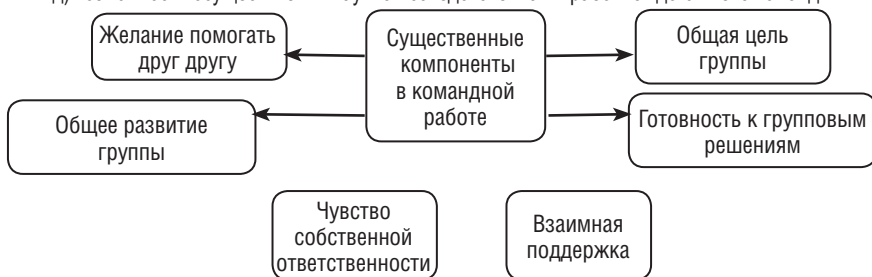 Желание помогать
друг другу
Существенные
компоненты
в командной
работе
Общая цель
группы
Общее развитие
группы
Готовность к групповым
решениям
Чувство
собственной
ответственности
Взаимная
поддержка